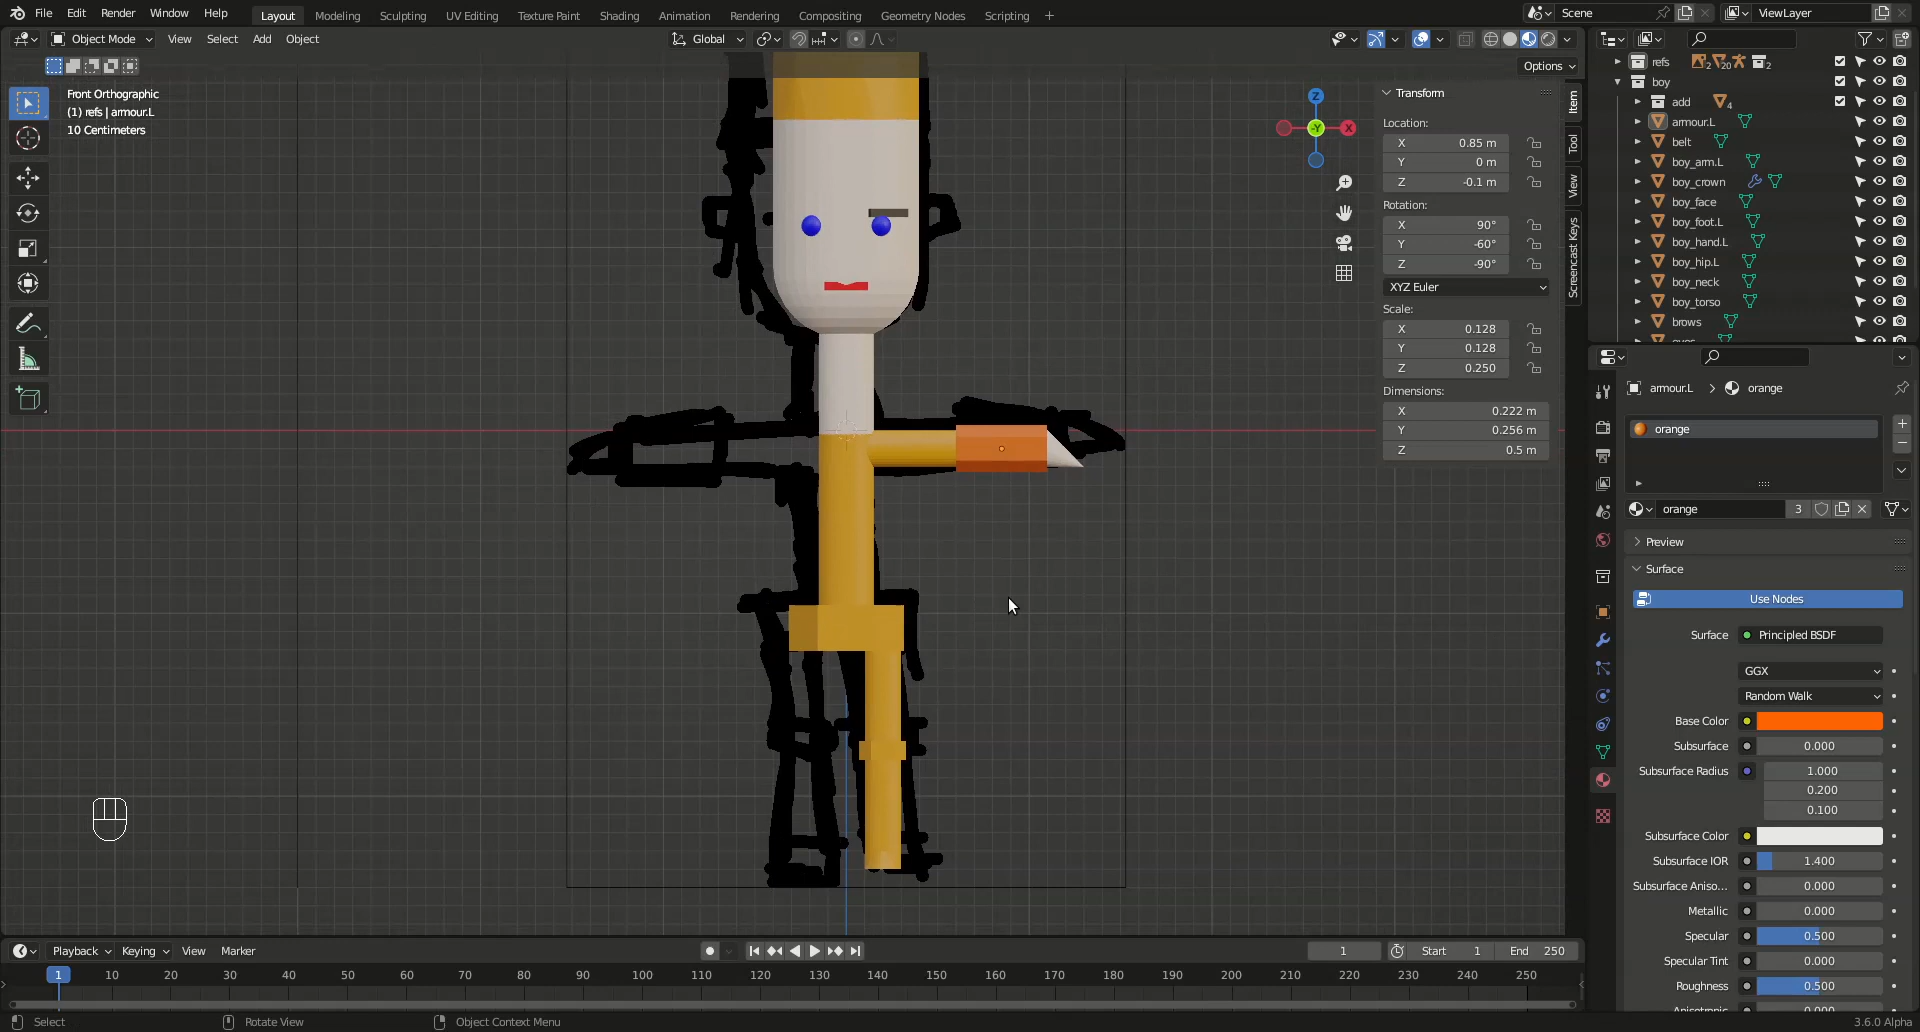 File Edit Render Window Help Layout Modeling Sculpting UV Editing Texture Paint Shading Animation Rendering Compositing Geometry Nodes Scripting + Scene ViewLayer
Object Mode View Select Add Object Global
Options
Front Orthographic
(1) refs | armour.L
10 Centimeters
Z
X
-Y
Transform
Location:
X 0.85 m
Y 0 m
Z -0.1 m
Rotation:
X 90°
Y -60°
Z -90°
XYZ Euler
Scale:
X 0.128
Y 0.128
Z 0.250
Dimensions:
X 0.222 m
Y 0.256 m
Z 0.5 m
Item
Tool
View
Screencast Keys
refs 2 20 2
boy
add 4
armour.L
belt
boy_arm.L
boy_crown
boy_face
boy_foot.L
boy_hand.L
boy_hip.L
boy_neck
boy_torso
brows
armour.L > orange
orange
orange 3
Preview
Surface
Use Nodes
Surface Principled BSDF
GGX
Random Walk
Base Color
Subsurface 0.000
Subsurface Radius 1.000
0.200
0.100
Subsurface Color
Subsurface IOR 1.400
Subsurface Aniso... 0.000
Metallic 0.000
Specular 0.500
Specular Tint 0.000
Roughness 0.500
Playback Keying View Marker 1 Start 1 End 250
1 10 20 30 40 50 60 70 80 90 100 110 120 130 140 150 160 170 180 190 200 210 220 230 240 250
Select Rotate View Object Context Menu 3.6.0 Alpha